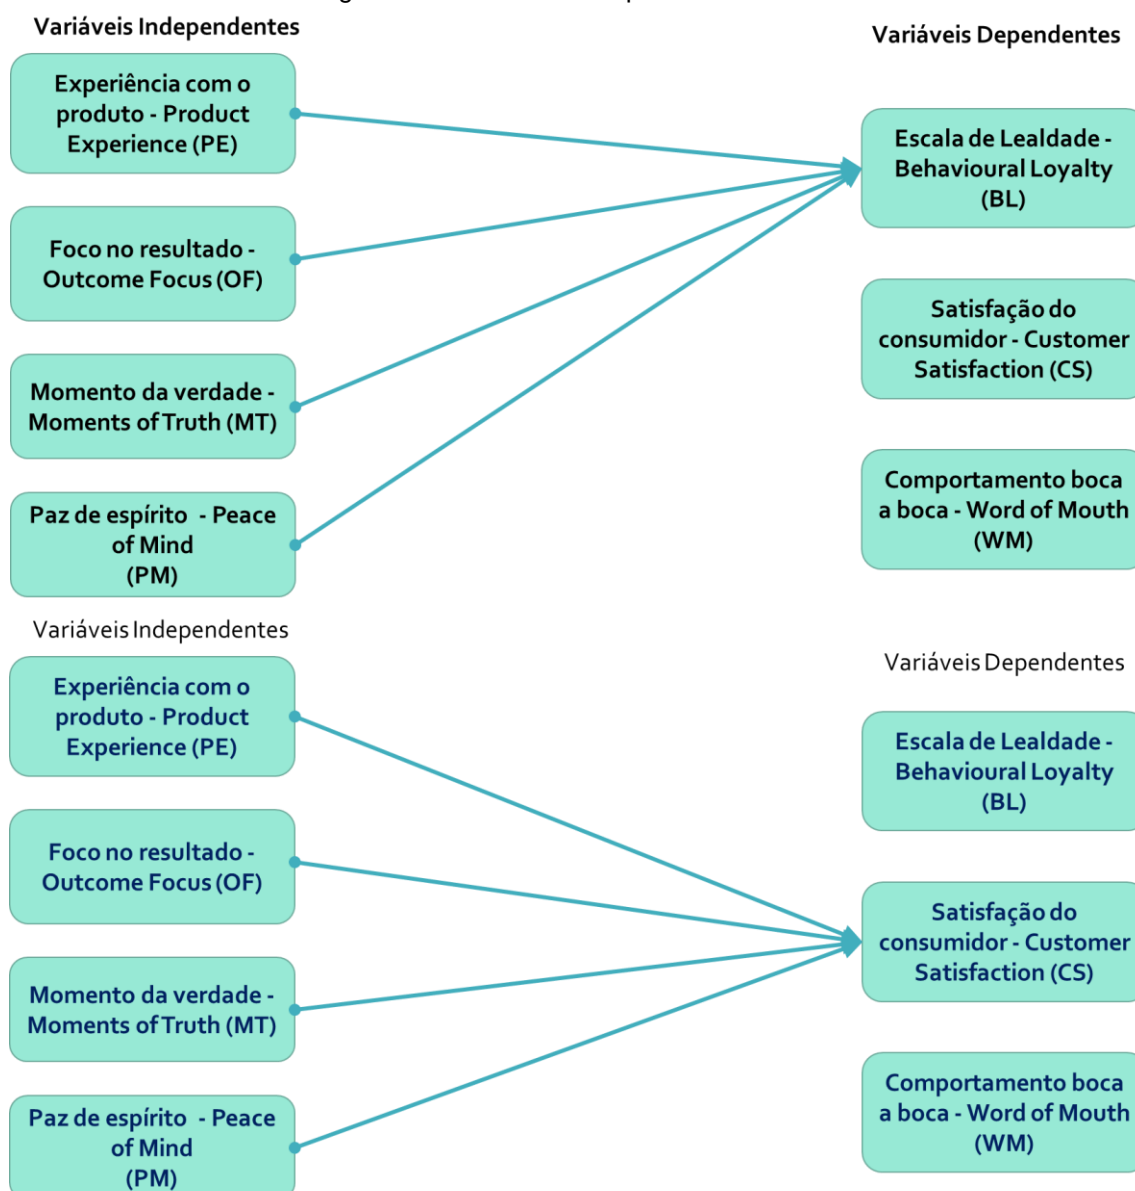 Variáveis Independentes
Variáveis Dependentes
Experiência com o
produto - Product
Experience (PE)
Foco no resultado -
Outcome Focus (OF)
Momento da verdade -
Moments of Truth (MT)
Paz de espírito - Peace
of Mind
(PM)
Escala de Lealdade -
Behavioural Loyalty
(BL)
Satisfação do
consumidor - Customer
Satisfaction (CS)
Comportamento boca
a boca - Word of Mouth
(WM)
Variáveis Independentes
Variáveis Dependentes
Experiência com o
produto - Product
Experience (PE)
Foco no resultado -
Outcome Focus (OF)
Momento da verdade -
Moments of Truth (MT)
Paz de espírito - Peace
of Mind
(PM)
Escala de Lealdade -
Behavioural Loyalty
(BL)
Satisfação do
consumidor - Customer
Satisfaction (CS)
Comportamento boca
a boca - Word of Mouth
(WM)